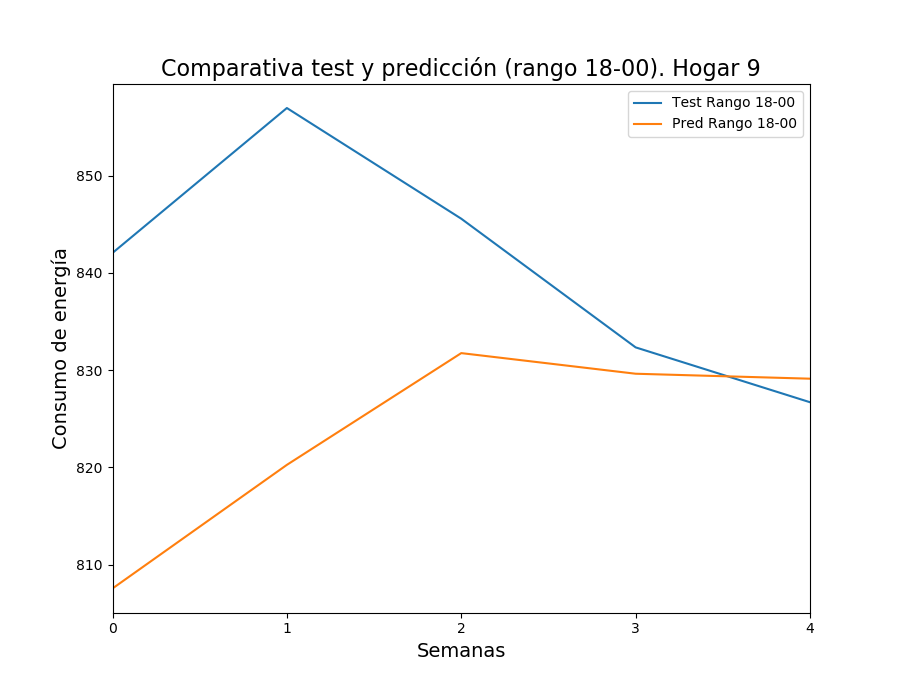 Comparativa test y predicción (rango 18-00). Hogar 9
Test Rango 18-00
Pred Rango 18-00
850
840
830
820
810
Consumo de energía
0 1 2 3 4
Semanas